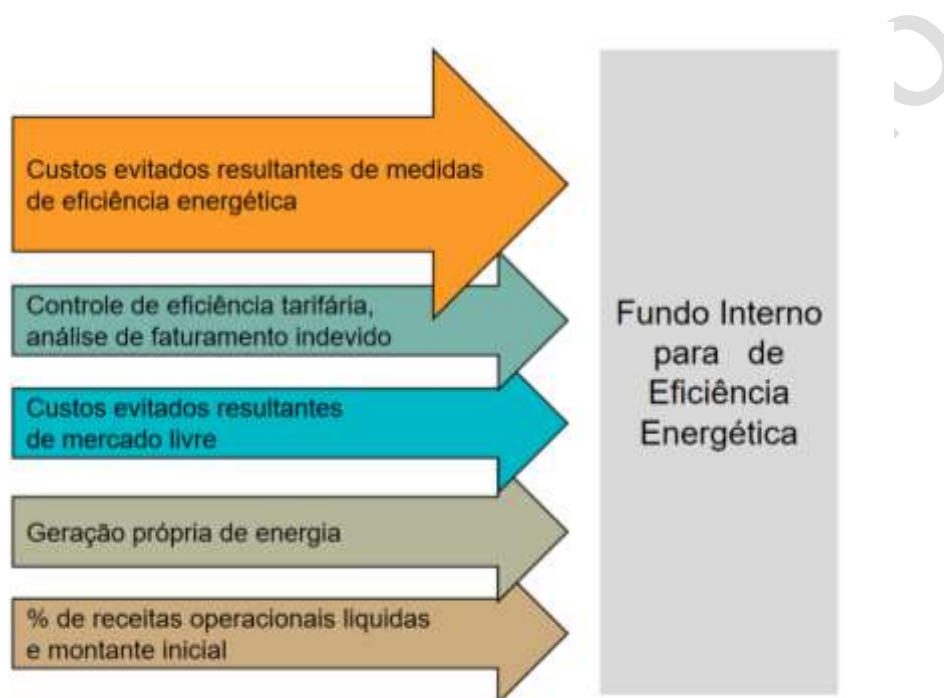 Custos evitados resultantes de medidas
de eficiência energética
Controle de eficiência tarifária,
análise de faturamento indevido
Custos evitados resultantes
de mercado livre
Geração própria de energia
% de receitas operacionais liquidas
e montante inicial
Fundo Interno
para de
Eficiência
Energética